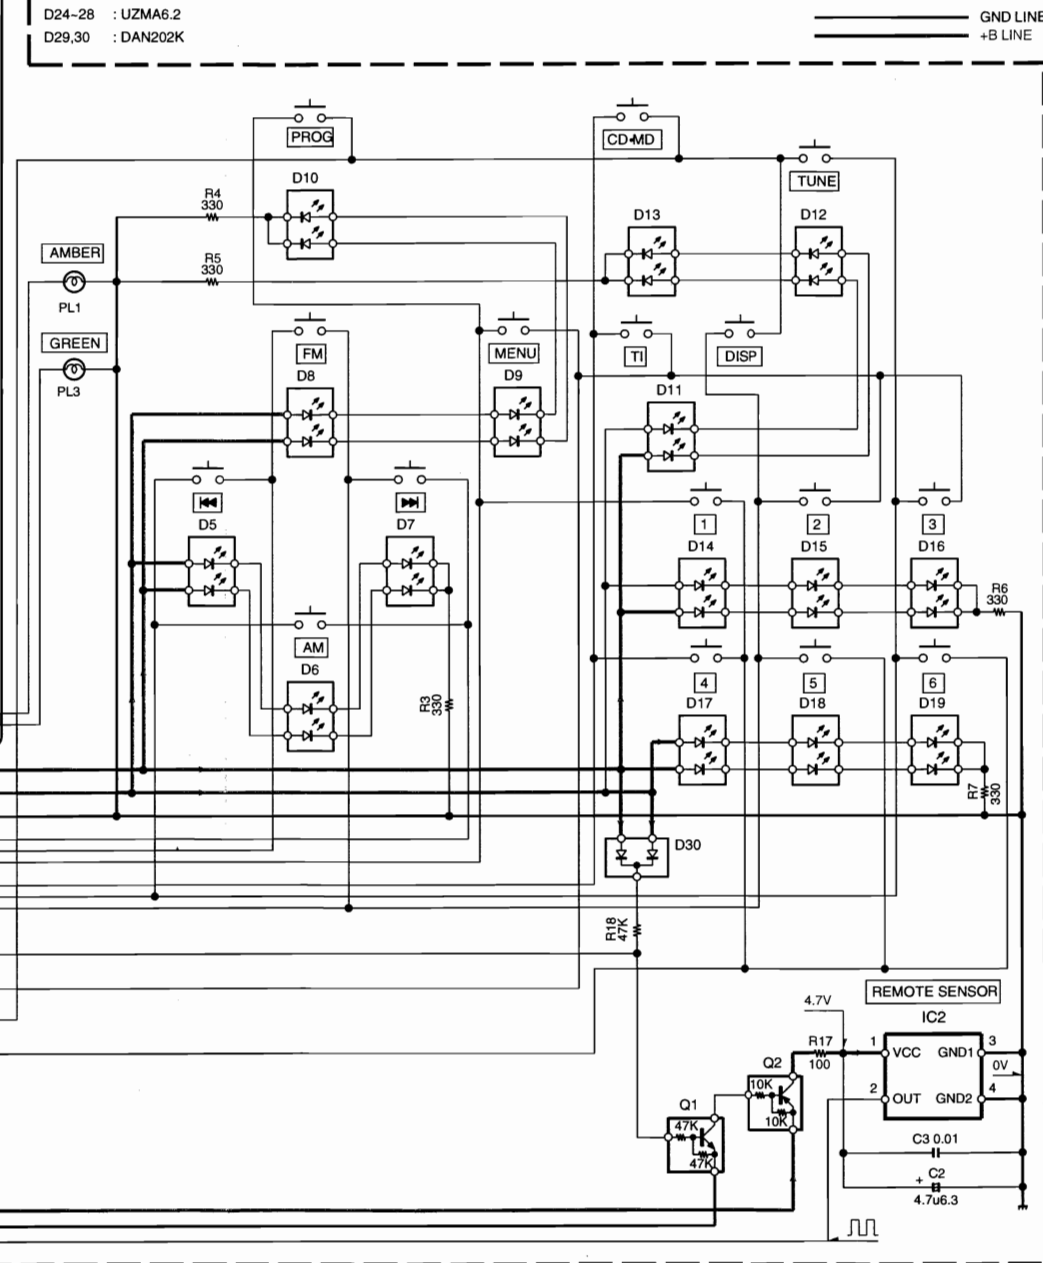 D24~28 : UZMA6.2
GND LINE
D29,30 : DAN202K
+B LINE
PROG
CD•MD
TUNE
D10
R4
330
D13
D12
AMBER
R5
330
PL1
GREEN
FM
MENU
TI
DISP
PL3
D8
D9
D11
1
2
3
D5
D7
D14
D15
D16
R6
330
AM
D6
4
5
6
R3
330
D17
D18
D19
R7
330
D30
R18
47K
REMOTE SENSOR
4.7V
IC2
R17
100
1
VCC
GND1
3
0V
Q2
10K
10K
2
OUT
GND2
4
Q1
47K
47K
C3 0.01
+ C2
4.7u6.3